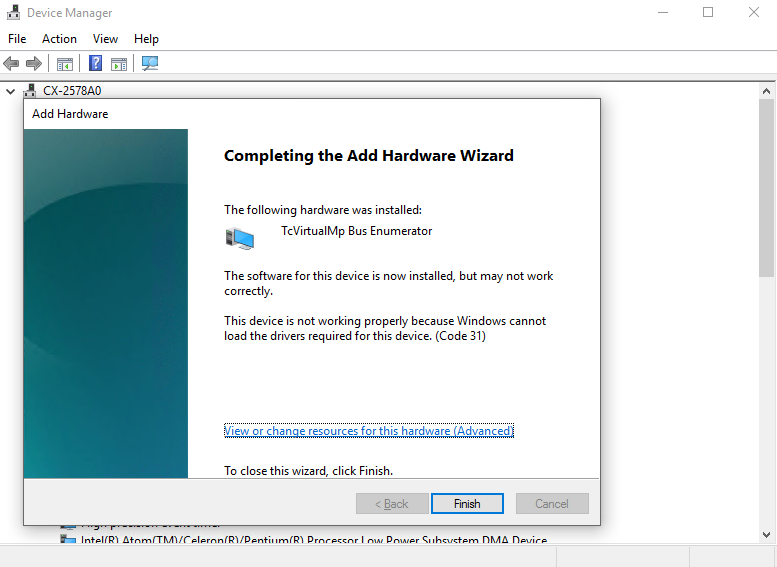 Device Manager
File Action View Help
CX-2578A0
Add Hardware
Completing the Add Hardware Wizard
The following hardware was installed:
TcVirtualMp Bus Enumerator
The software for this device is now installed, but may not work
correctly.
This device is not working properly because Windows cannot
load the drivers required for this device. (Code 31)
View or change resources for this hardware (Advanced)
To close this wizard, click Finish.
< Back Finish Cancel
High precision event timer
Intel(R) Atom(TM)/Celeron(R)/Pentium(R) Processor Low Power Subsystem DMA Device